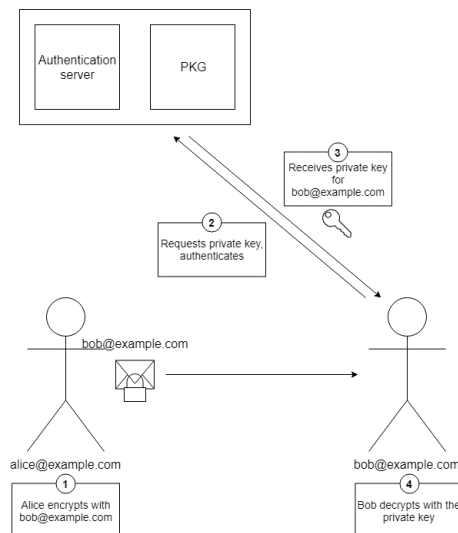 Authentication
server
PKG
3
Receives private key
for
bob@example.com
2
Requests private key,
authenticates
bob@example.com
alice@example.com
bob@example.com
1
Alice encrypts with
bob@example.com
4
Bob decrypts with the
private key